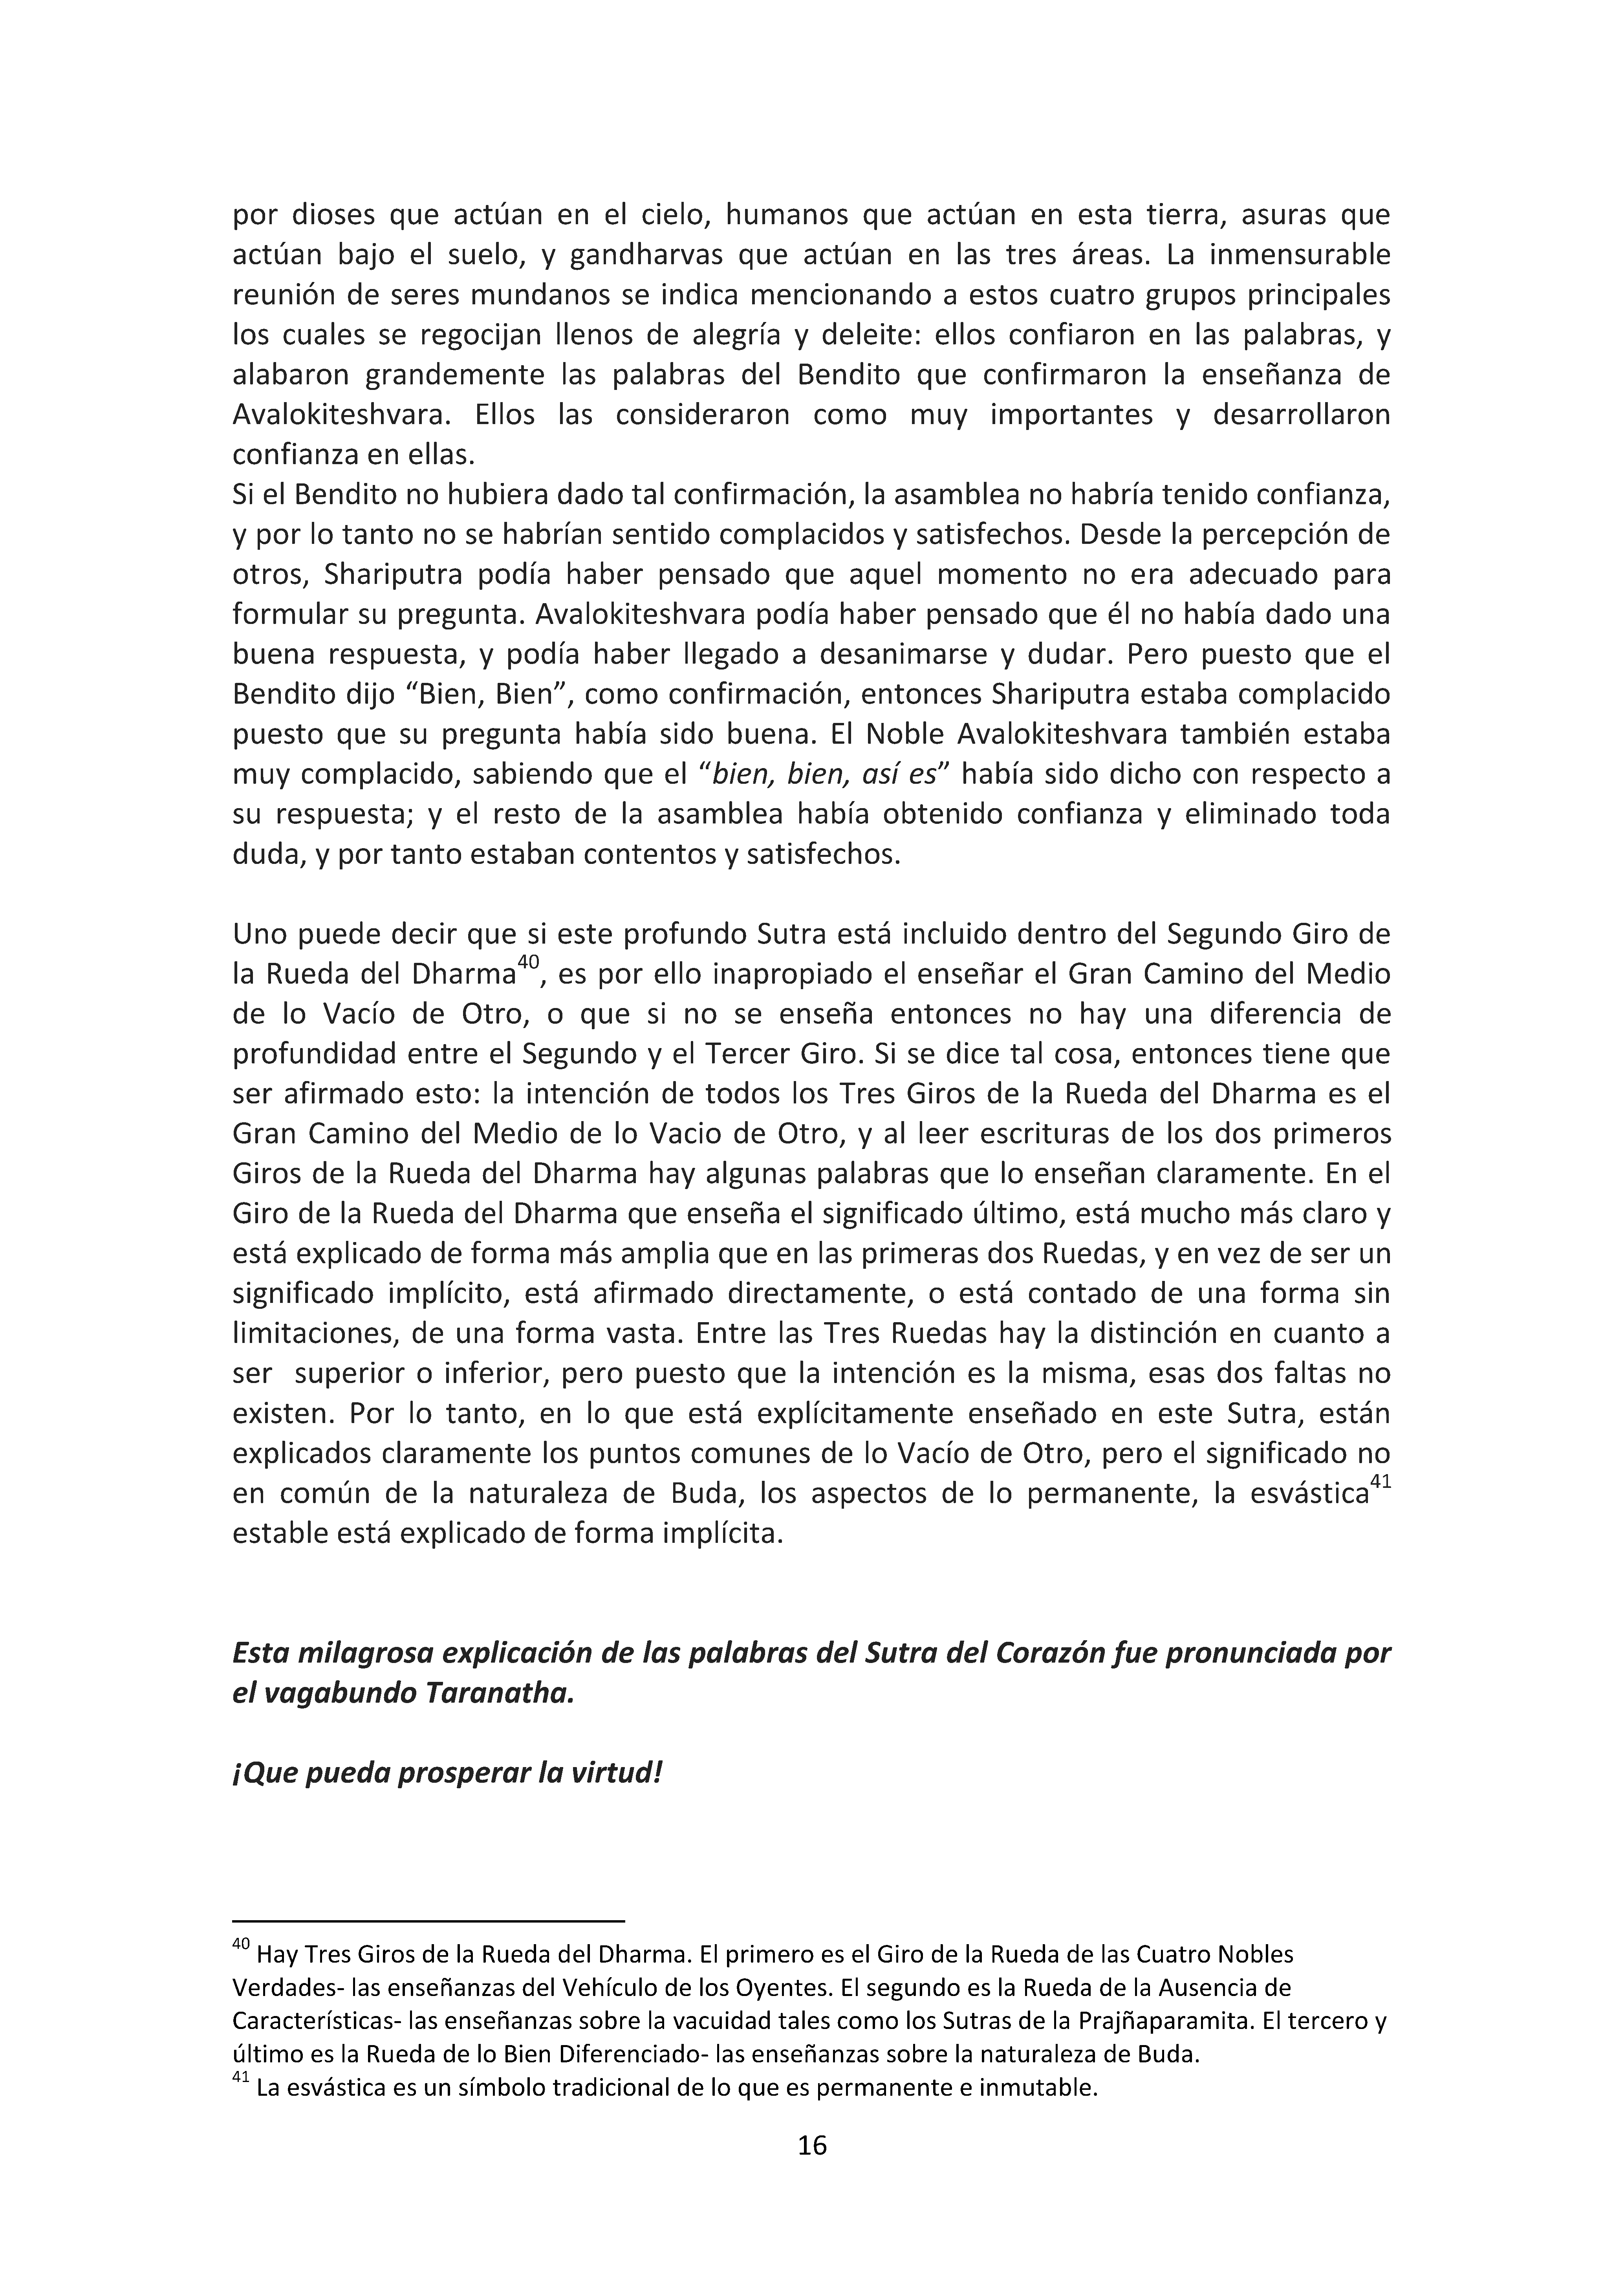 por dioses que actúan en el cielo, humanos que actúan en esta tierra, asuras que
actúan bajo el suelo, y gandharvas que actúan en las tres áreas. La inmensurable
reunión de seres mundanos se indica mencionando a estos cuatro grupos principales
los cuales se regocijan llenos de alegría y deleite: ellos confiaron en las palabras, y
alabaron grandemente las palabras del Bendito que confirmaron la enseñanza de
Avalokiteshvara. Ellos las consideraron como muy importantes y desarrollaron
confianza en ellas.
Si el Bendito no hubiera dado tal confirmación, la asamblea no habría tenido confianza,
y por lo tanto no se habrían sentido complacidos y satisfechos. Desde la percepción de
otros, Shariputra podía haber pensado que aquel momento no era adecuado para
formular su pregunta. Avalokiteshvara podía haber pensado que él no había dado una
buena respuesta, y podía haber llegado a desanimarse y dudar. Pero puesto que el
Bendito dijo “Bien, Bien”, como confirmación, entonces Shariputra estaba complacido
puesto que su pregunta había sido buena. El Noble Avalokiteshvara también estaba
muy complacido, sabiendo que el “bien, bien, así es” había sido dicho con respecto a
su respuesta; y el resto de la asamblea había obtenido confianza y eliminado toda
duda, y por tanto estaban contentos y satisfechos.
Uno puede decir que si este profundo Sutra está incluido dentro del Segundo Giro de
la Rueda del Dharma40, es por ello inapropiado el enseñar el Gran Camino del Medio
de lo Vacío de Otro, o que si no se enseña entonces no hay una diferencia de
profundidad entre el Segundo y el Tercer Giro. Si se dice tal cosa, entonces tiene que
ser afirmado esto: la intención de todos los Tres Giros de la Rueda del Dharma es el
Gran Camino del Medio de lo Vacio de Otro, y al leer escrituras de los dos primeros
Giros de la Rueda del Dharma hay algunas palabras que lo enseñan claramente. En el
Giro de la Rueda del Dharma que enseña el significado último, está mucho más claro y
está explicado de forma más amplia que en las primeras dos Ruedas, y en vez de ser un
significado implícito, está afirmado directamente, o está contado de una forma sin
limitaciones, de una forma vasta. Entre las Tres Ruedas hay la distinción en cuanto a
ser  superior o inferior, pero puesto que la intención es la misma, esas dos faltas no
existen. Por lo tanto, en lo que está explícitamente enseñado en este Sutra, están
explicados claramente los puntos comunes de lo Vacío de Otro, pero el significado no
en común de la naturaleza de Buda, los aspectos de lo permanente, la esvástica41
estable está explicado de forma implícita.
Esta milagrosa explicación de las palabras del Sutra del Corazón fue pronunciada por
el vagabundo Taranatha.
¡Que pueda prosperar la virtud!
40 Hay Tres Giros de la Rueda del Dharma. El primero es el Giro de la Rueda de las Cuatro Nobles
Verdades- las enseñanzas del Vehículo de los Oyentes. El segundo es la Rueda de la Ausencia de
Características- las enseñanzas sobre la vacuidad tales como los Sutras de la Prajñaparamita. El tercero y
último es la Rueda de lo Bien Diferenciado- las enseñanzas sobre la naturaleza de Buda.
41 La esvástica es un símbolo tradicional de lo que es permanente e inmutable.
16